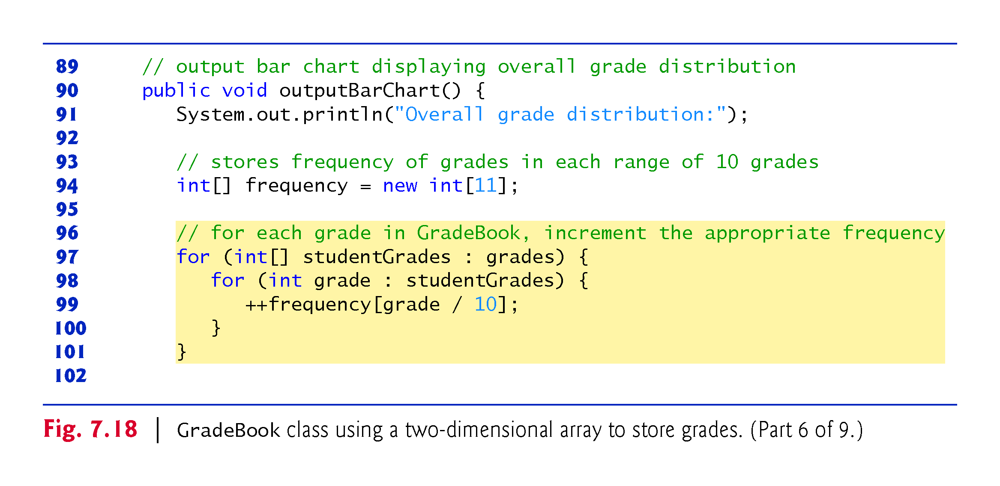 89 // output bar chart displaying overall grade distribution
90 public void outputBarChart() {
91 System.out.println("Overall grade distribution:");
92
93 // stores frequency of grades in each range of 10 grades
94 int[] frequency = new int[11];
95
96 // for each grade in GradeBook, increment the appropriate frequency
97 for (int[] studentGrades : grades) {
98 for (int grade : studentGrades) {
99 ++frequency[grade / 10];
100 }
101 }
102
Fig. 7.18 | GradeBook class using a two-dimensional array to store grades. (Part 6 of 9.)